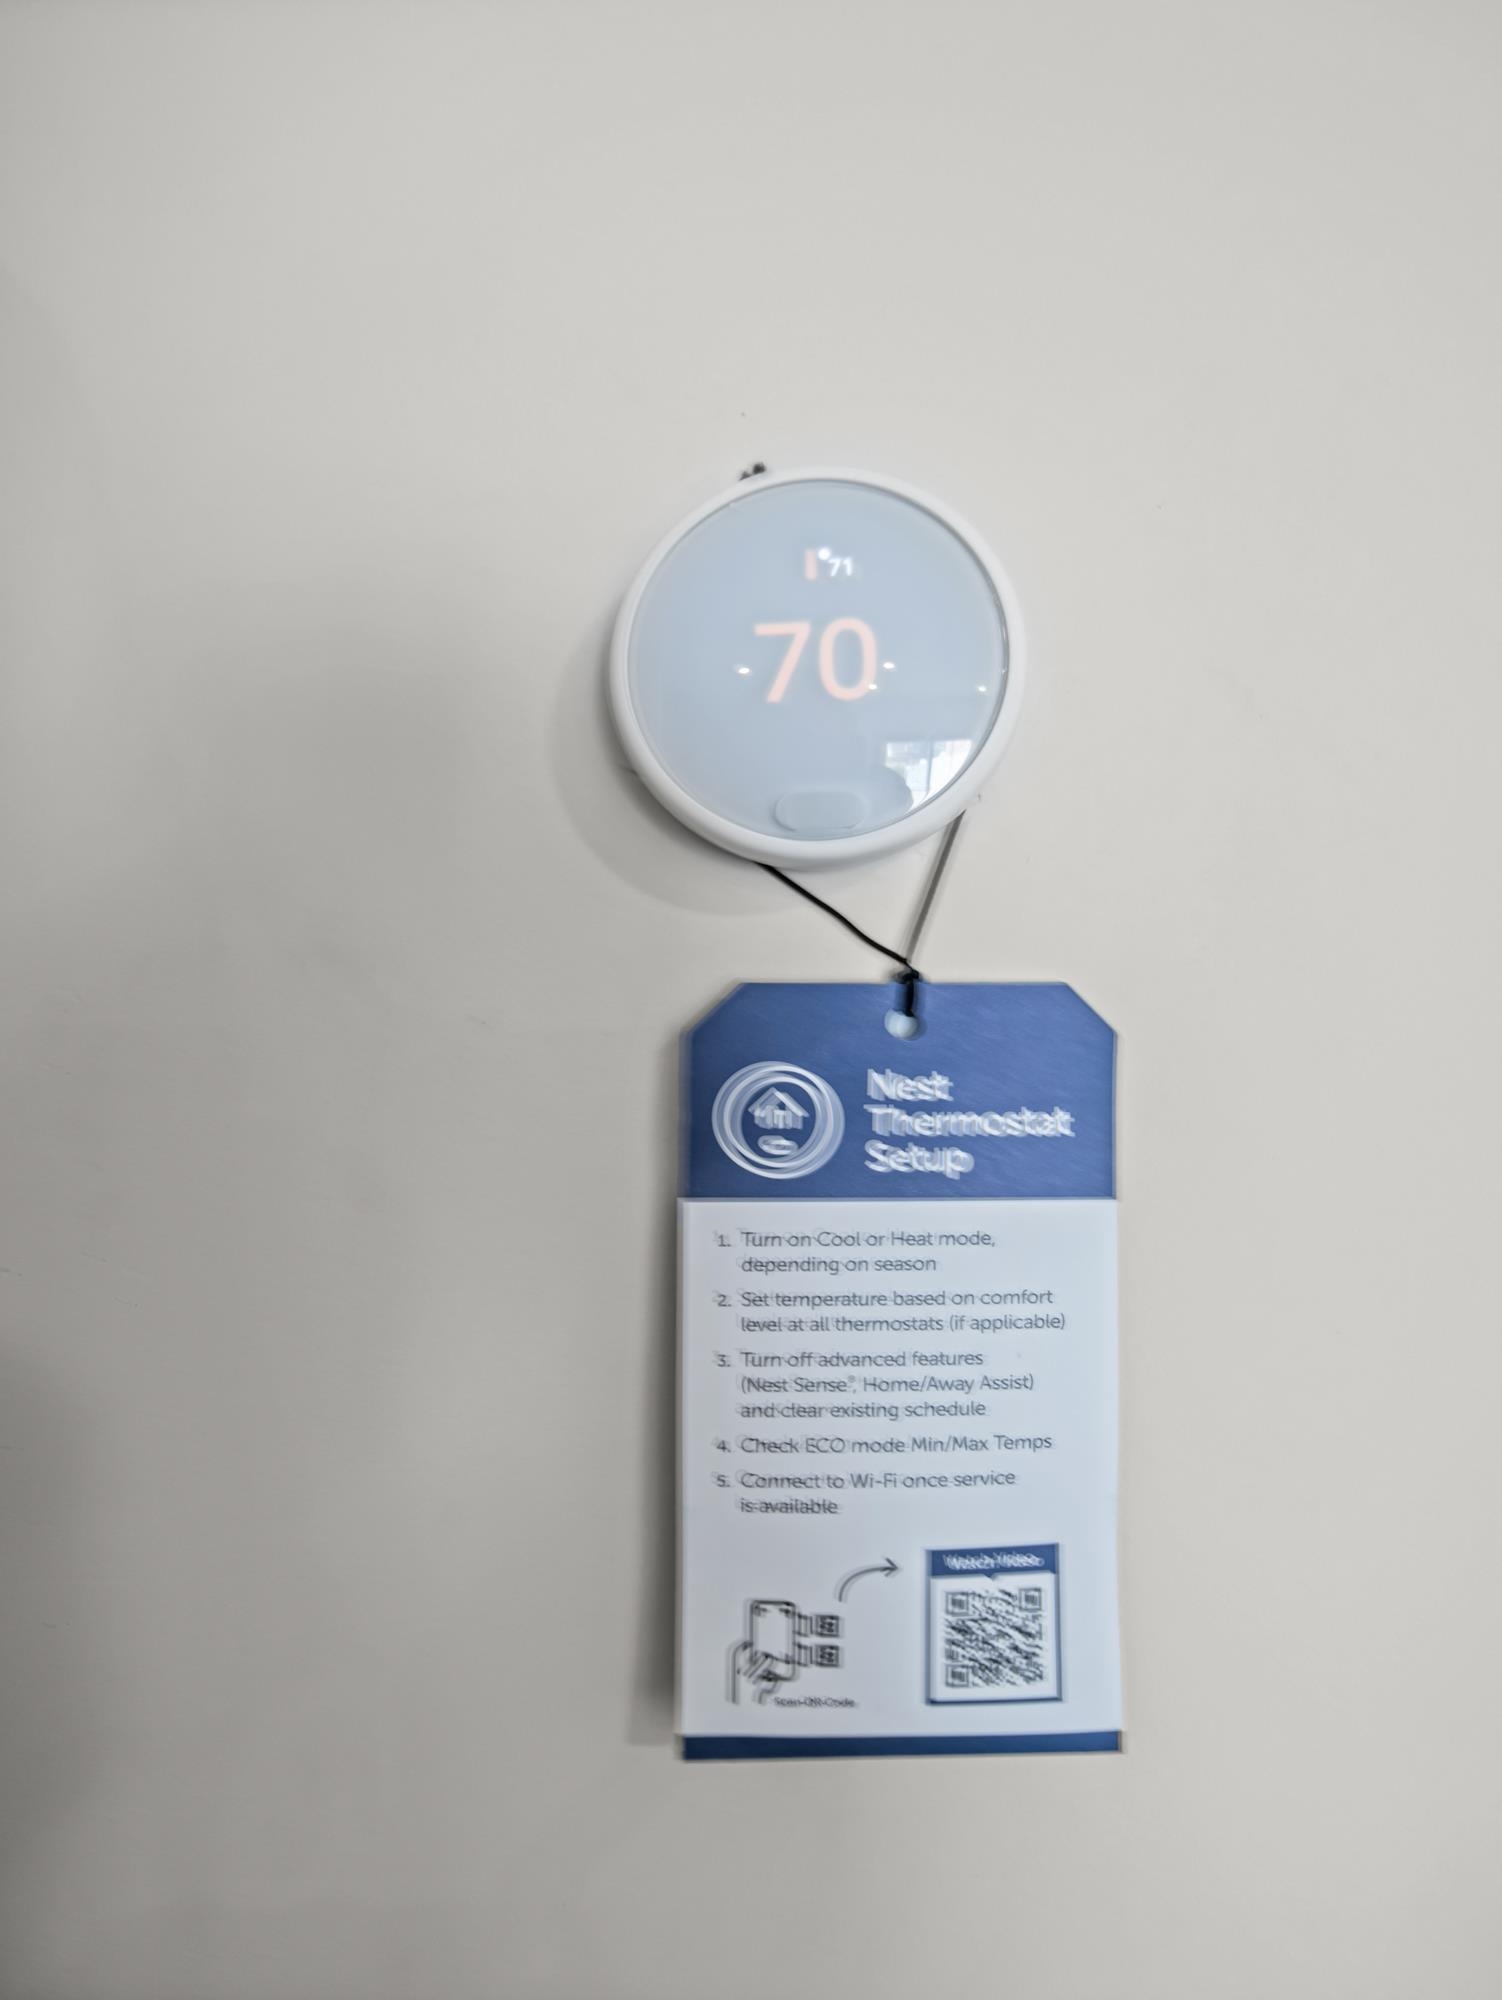 71
70
Nest
Thermostat
Setup
1. Turn on Cool or Heat mode,
depending on season
2. Set temperature based on comfort
level at all thermostats (if applicable)
3. Turn off advanced features
(Nest Sense®, Home/Away Assist)
and clear existing schedule
4. Check ECO mode Min/Max Temps
5. Connect to Wi-Fi once service
is available
Watch Video
Scan QR Code